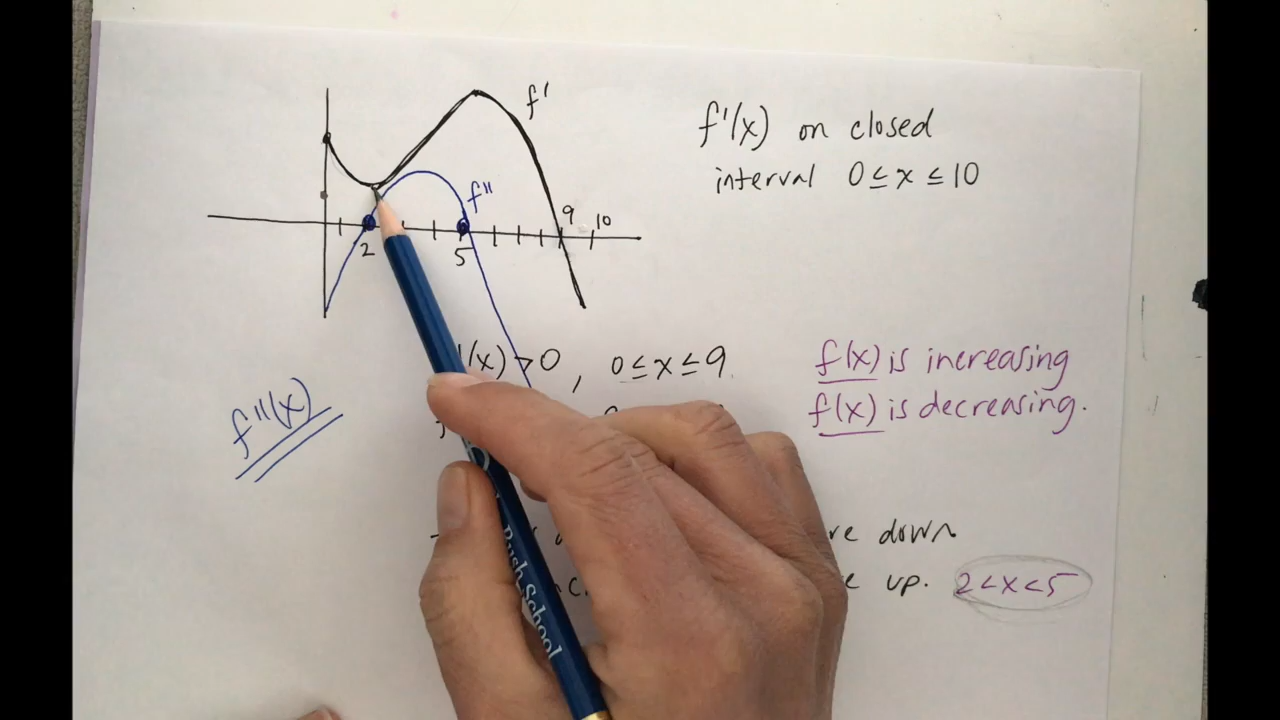 f'
f'(x) on closed
interval 0 ≤ x ≤ 10
f''
9 10
2 5
(x) > 0 , 0 ≤ x ≤ 9 f(x) is increasing
f(x) is decreasing.
f''(x)
down
up. 2 < x < 5
Rush School